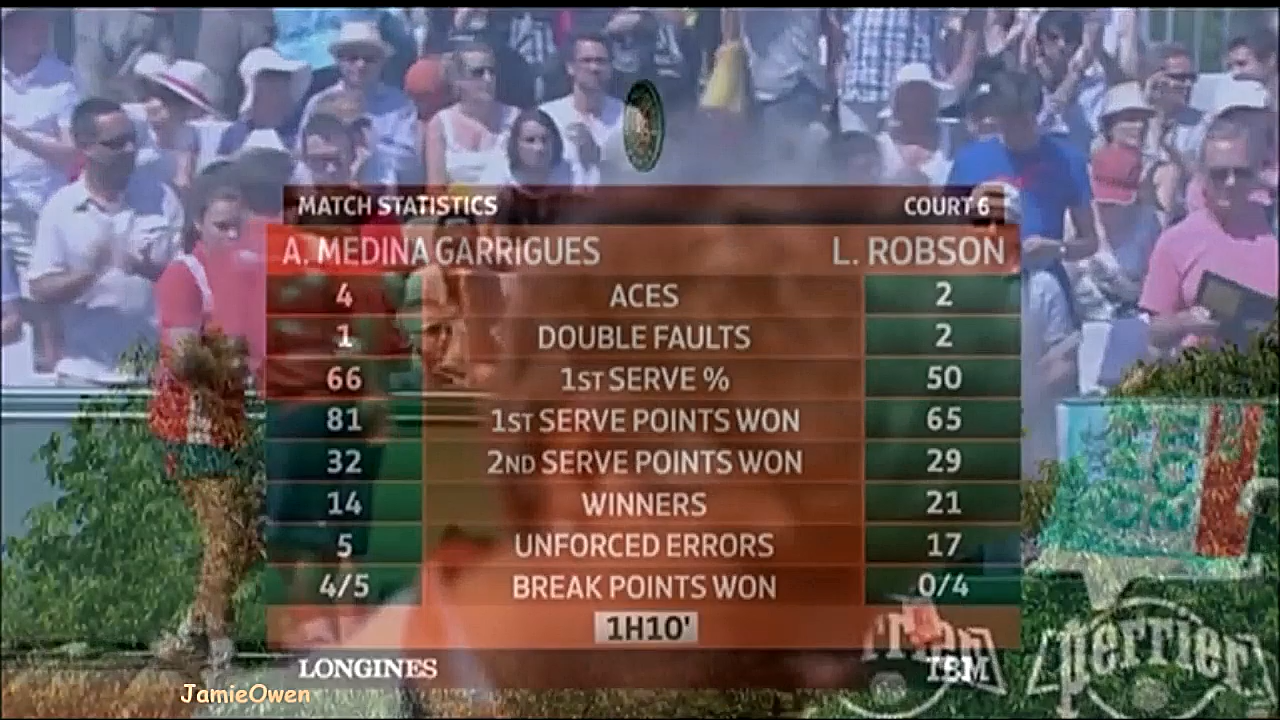 MATCH STATISTICS COURT 6
A. MEDINA GARRIGUES L. ROBSON
4 ACES 2
1 DOUBLE FAULTS 2
66 1ST SERVE % 50
81 1ST SERVE POINTS WON 65
32 2ND SERVE POINTS WON 29
14 WINNERS 21
5 UNFORCED ERRORS 17
4/5 BREAK POINTS WON 0/4
1H10'
LONGINES IBM
perrier
perrier
JamieOwen